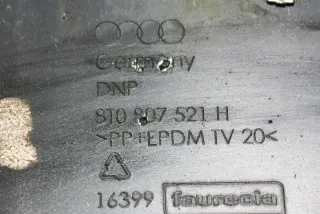 Germany
DNP
8T0 807 521 H
>PP+EPDM TV 20<
16399 faurecia